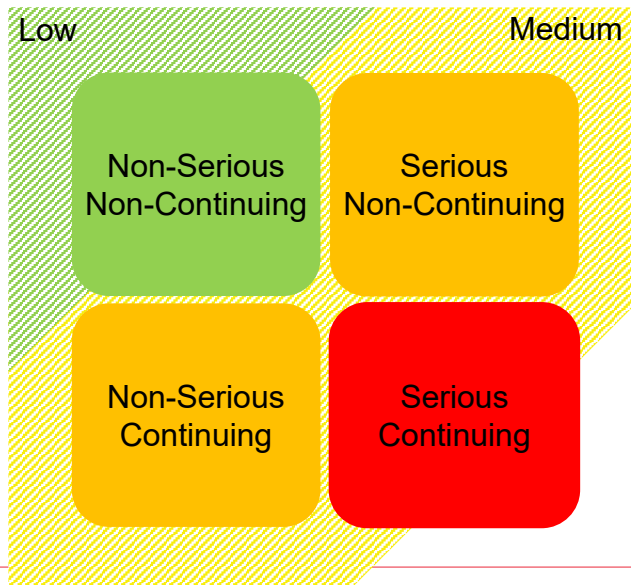 Low
Medium
Non-Serious
Non-Continuing
Serious
Non-Continuing
Non-Serious
Continuing
Serious
Continuing